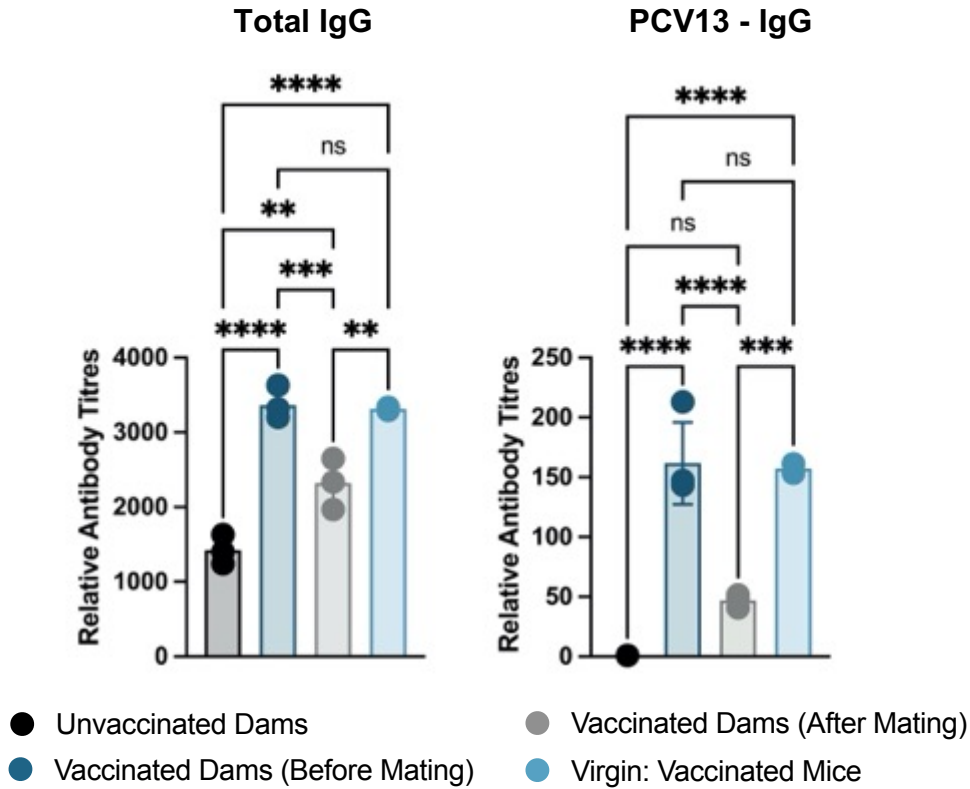 Total IgG
PCV13 - IgG
****
ns
**
***
**** **
Relative Antibody Titres
4000
3000
2000
1000
0
****
ns
ns
****
**** ***
Relative Antibody Titres
250
200
150
100
50
0
Unvaccinated Dams
Vaccinated Dams (After Mating)
Vaccinated Dams (Before Mating)
Virgin: Vaccinated Mice